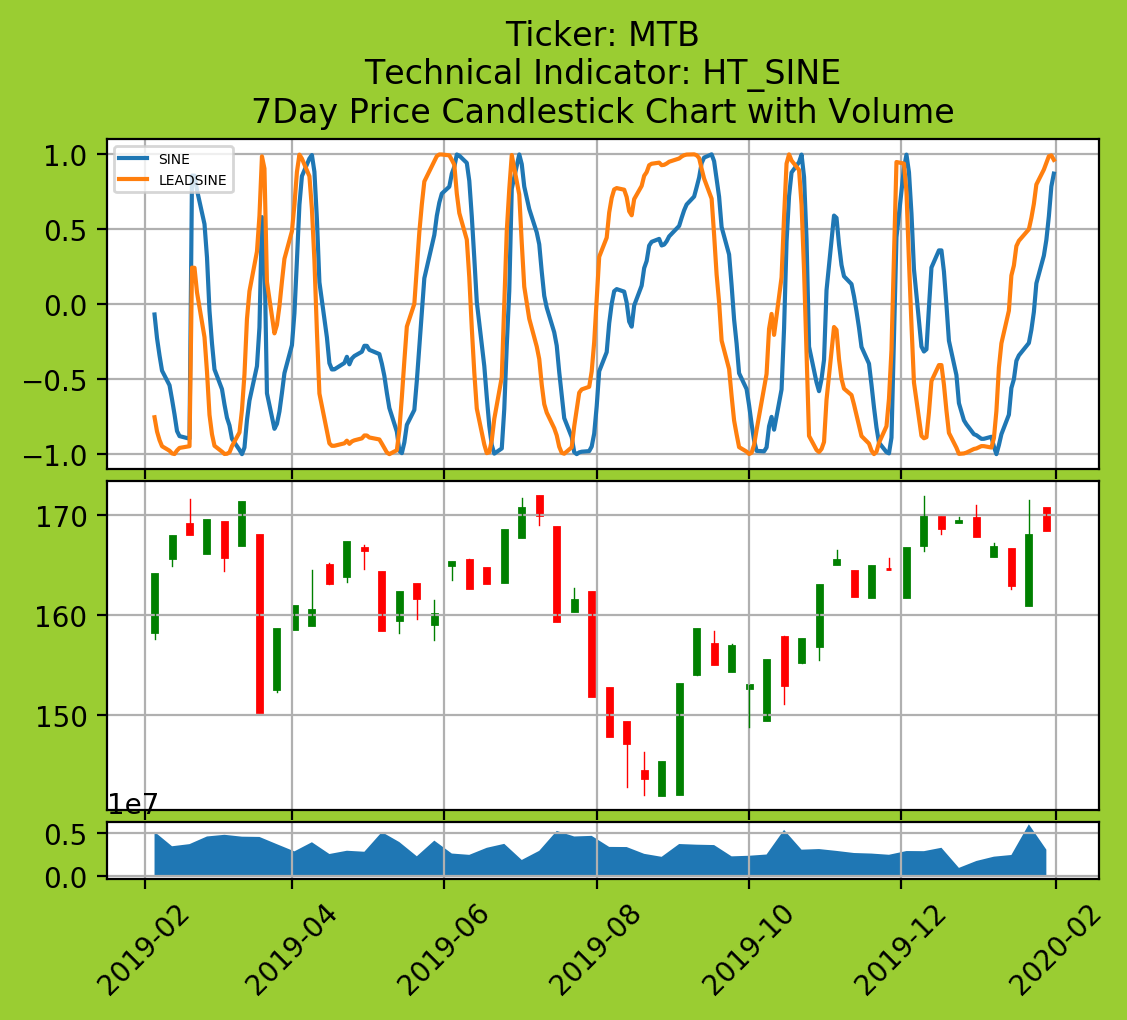 Ticker: MTB
Technical Indicator: HT_SINE
7Day Price Candlestick Chart with Volume
SINE
LEADSINE
1.0
0.5
0.0
−0.5
−1.0
170
160
150
1e7
0.5
0.0
2019-02
2019-04
2019-06
2019-08
2019-10
2019-12
2020-02